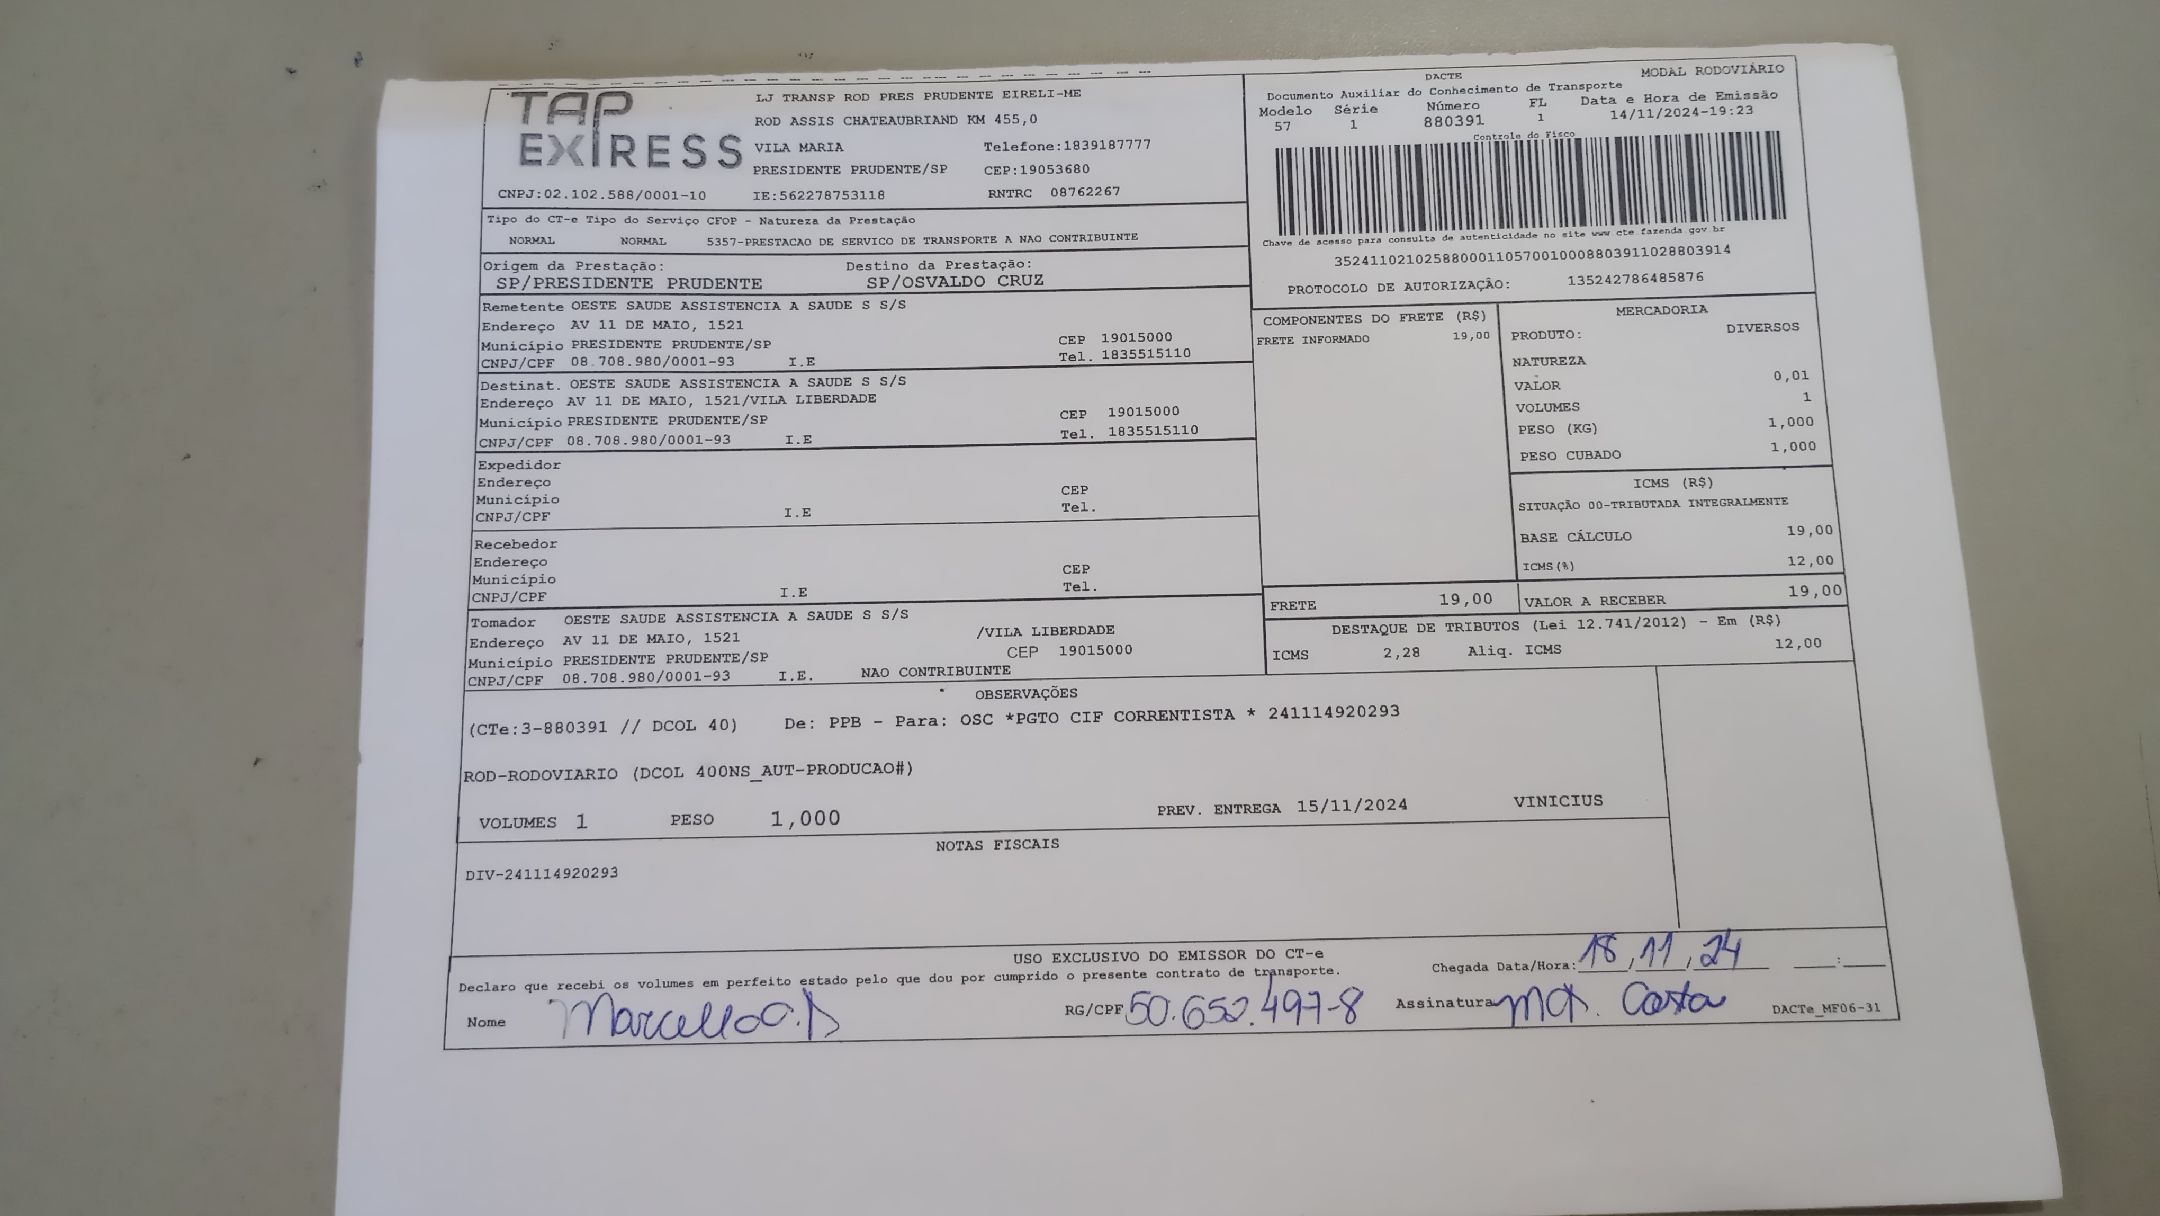 TAP
EXPRESS
LJ TRANSP ROD PRES PRUDENTE EIRELI-ME
ROD ASSIS CHATEAUBRIAND KM 455,0
VILA MARIA Telefone:1839187777
PRESIDENTE PRUDENTE/SP CEP:19053680
CNPJ:02.102.588/0001-10 IE:562278753118 RNTRC 08762267
Tipo do CT-e Tipo do Serviço CFOP - Natureza da Prestação
NORMAL NORMAL 5357-PRESTACAO DE SERVICO DE TRANSPORTE A NAO CONTRIBUINTE
Origem da Prestação: Destino da Prestação:
SP/PRESIDENTE PRUDENTE SP/OSVALDO CRUZ
DACTE MODAL RODOVIÁRIO
Documento Auxiliar do Conhecimento de Transporte
Modelo Série Número FL Data e Hora de Emissão
57 1 880391 1 14/11/2024-19:23
Controle do Fisco
Chave de acesso para consulta de autenticidade no site www cte.fazenda.gov.br
35241102102588000110570010008803911028803914
PROTOCOLO DE AUTORIZAÇÃO: 135242786485876
Remetente OESTE SAUDE ASSISTENCIA A SAUDE S S/S
Endereço AV 11 DE MAIO, 1521
Município PRESIDENTE PRUDENTE/SP CEP 19015000
CNPJ/CPF 08.708.980/0001-93 I.E Tel. 1835515110
Destinat. OESTE SAUDE ASSISTENCIA A SAUDE S S/S
Endereço AV 11 DE MAIO, 1521/VILA LIBERDADE
Município PRESIDENTE PRUDENTE/SP CEP 19015000
CNPJ/CPF 08.708.980/0001-93 I.E Tel. 1835515110
Expedidor
Endereço
Município CEP
CNPJ/CPF I.E Tel.
Recebedor
Endereço
Município CEP
CNPJ/CPF I.E Tel.
Tomador OESTE SAUDE ASSISTENCIA A SAUDE S S/S
Endereço AV 11 DE MAIO, 1521 /VILA LIBERDADE
Município PRESIDENTE PRUDENTE/SP CEP 19015000
CNPJ/CPF 08.708.980/0001-93 I.E. NAO CONTRIBUINTE
COMPONENTES DO FRETE (R$)
FRETE INFORMADO 19,00
MERCADORIA
PRODUTO: DIVERSOS
NATUREZA
VALOR 0,01
VOLUMES 1
PESO (KG) 1,000
PESO CUBADO 1,000
ICMS (R$)
SITUAÇÃO 00-TRIBUTADA INTEGRALMENTE
BASE CÁLCULO 19,00
ICMS(%) 12,00
FRETE 19,00 VALOR A RECEBER 19,00
DESTAQUE DE TRIBUTOS (Lei 12.741/2012) - Em (R$)
ICMS 2,28 Aliq. ICMS 12,00
OBSERVAÇÕES
(CTe:3-880391 // DCOL 40) De: PPB - Para: OSC *PGTO CIF CORRENTISTA * 241114920293
ROD-RODOVIARIO (DCOL 400NS_AUT-PRODUCAO#)
VOLUMES 1 PESO 1,000 PREV. ENTREGA 15/11/2024 VINICIUS
NOTAS FISCAIS
DIV-241114920293
USO EXCLUSIVO DO EMISSOR DO CT-e
Declaro que recebi os volumes em perfeito estado pelo que dou por cumprido o presente contrato de transporte. Chegada Data/Hora: 18,11,24 :
Nome Marcello RG/CPF 50.652.497-8 Assinatura Costa DACTe_MF06-31